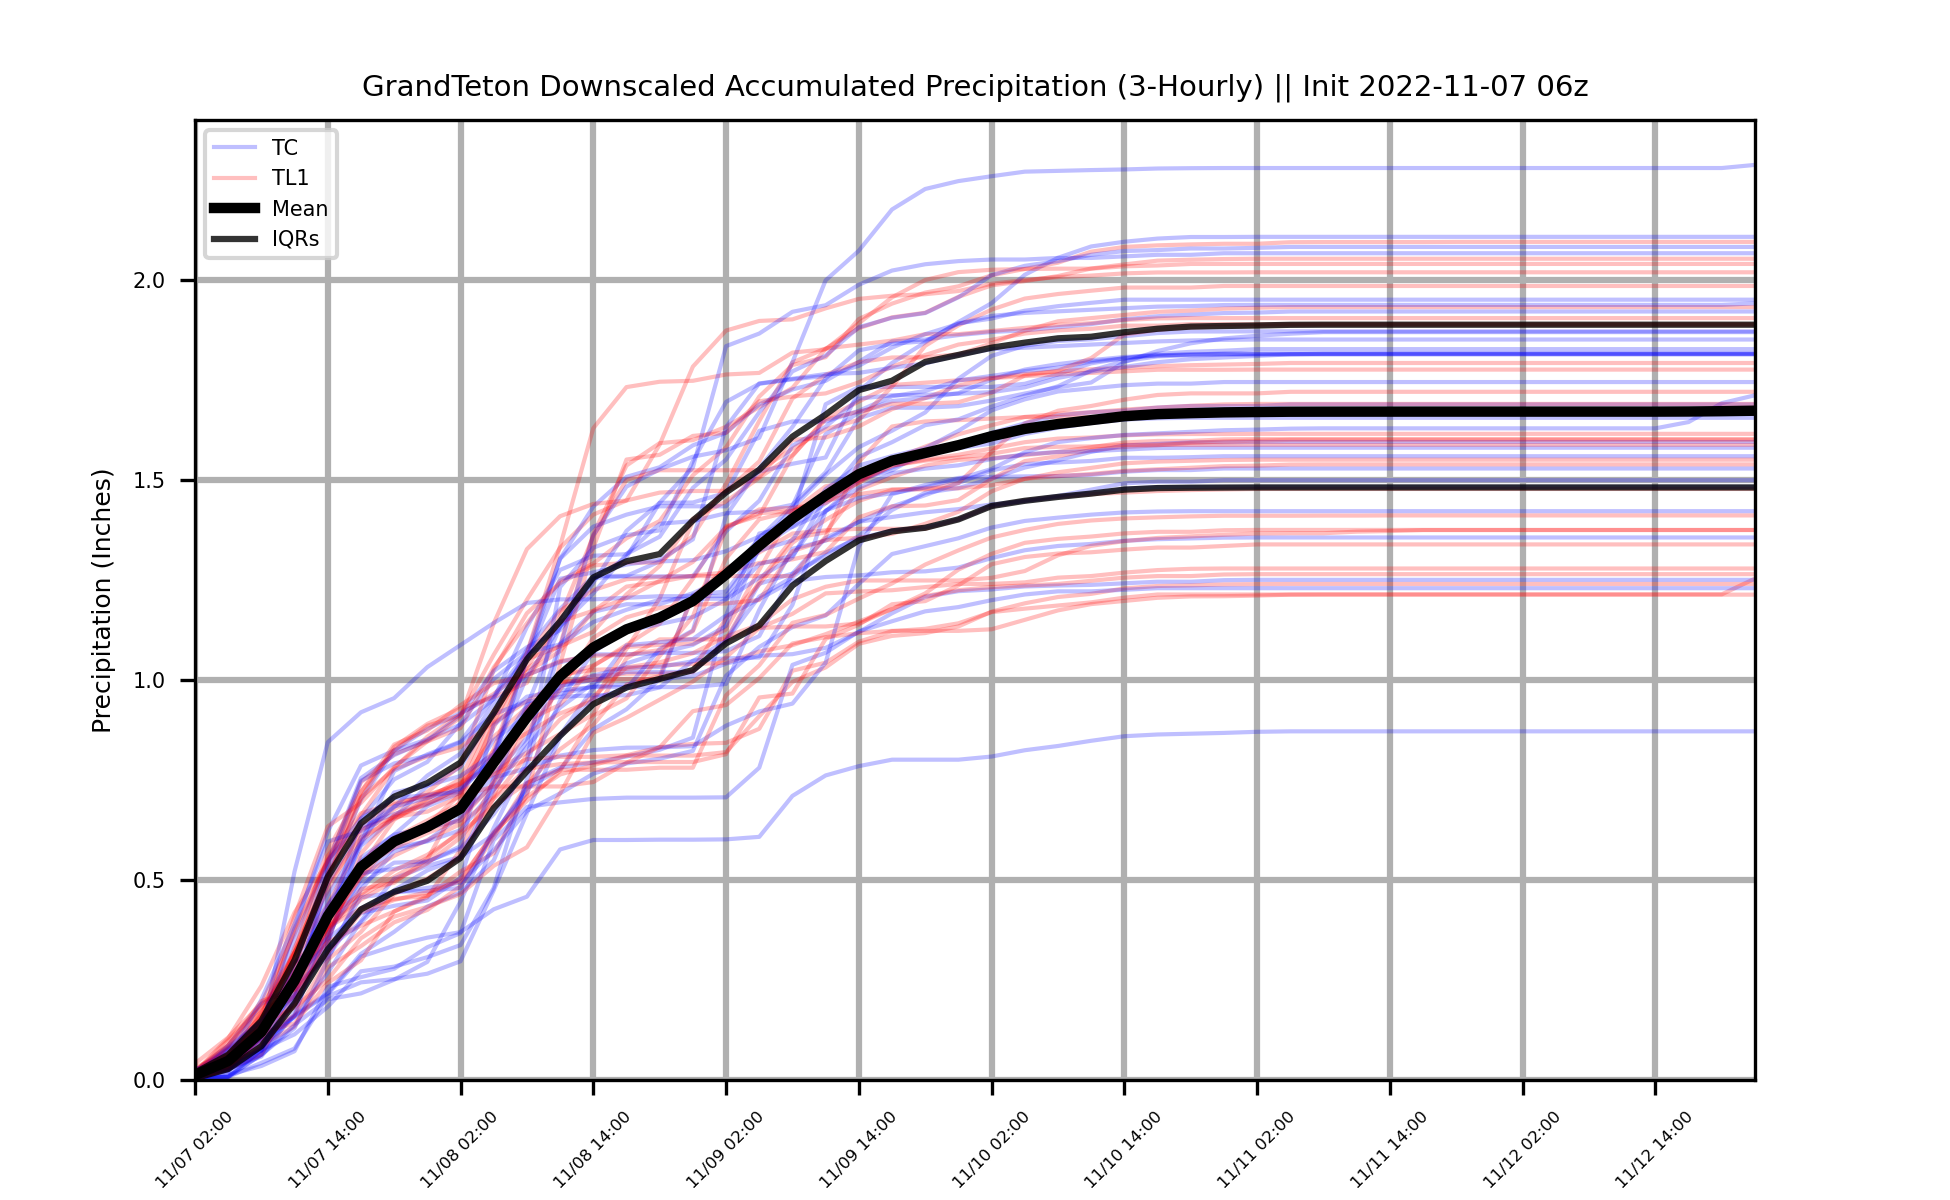 GrandTeton Downscaled Accumulated Precipitation (3-Hourly) || Init 2022-11-07 06z
TC
TL1
Mean
IQRs
Precipitation (Inches)
2.0
1.5
1.0
0.5
0.0
11/07 02:00
11/07 14:00
11/08 02:00
11/08 14:00
11/09 02:00
11/09 14:00
11/10 02:00
11/10 14:00
11/11 02:00
11/11 14:00
11/12 02:00
11/12 14:00